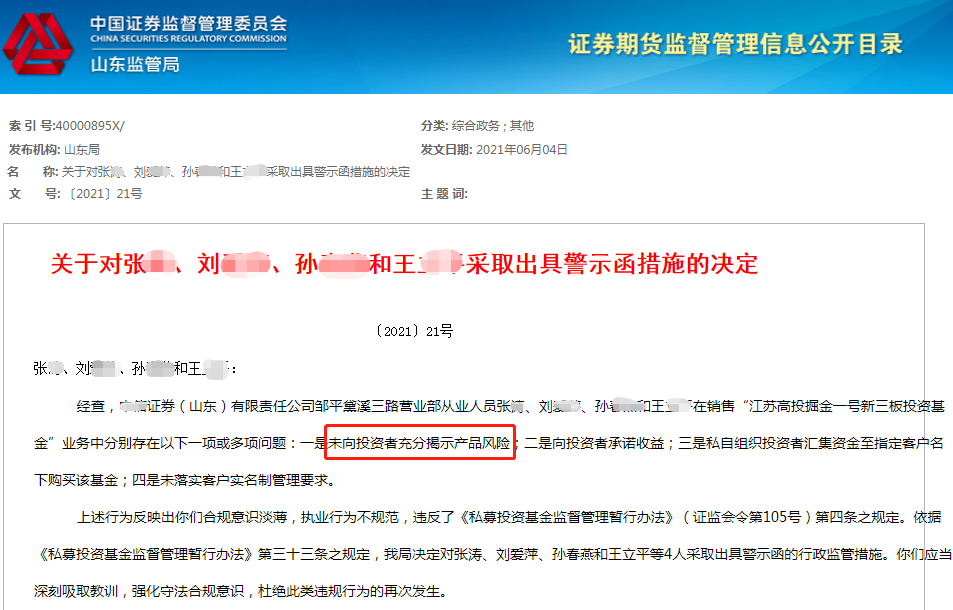 中国证券监督管理委员会
CHINA SECURITIES REGULATORY COMMISSION
山东监管局
证券期货监督管理信息公开目录
索 引 号:40000895X/ 分类: 综合政务 ; 其他
发布机构: 山东局 发文日期: 2021年06月04日
名 称: 关于对张、刘、孙和王采取出具警示函措施的决定
文 号: 〔2021〕21号 主 题 词:
关于对张、刘、孙和王采取出具警示函措施的决定
〔2021〕21号
张、刘、孙和王:
经查,证券(山东)有限责任公司邹平黛溪三路营业部从业人员张、刘、孙和王在销售“江苏高投掘金一号新三板投资基
金”业务中分别存在以下一项或多项问题:一是未向投资者充分揭示产品风险;二是向投资者承诺收益;三是私自组织投资者汇集资金至指定客户名
下购买该基金;四是未落实客户实名制管理要求。
上述行为反映出你们合规意识淡薄,执业行为不规范,违反了《私募投资基金监督管理暂行办法》(证监会令第105号)第四条之规定。依据
《私募投资基金监督管理暂行办法》第三十三条之规定,我局决定对张涛、刘爱萍、孙春燕和王立平等4人采取出具警示函的行政监管措施。你们应当
深刻吸取教训,强化守法合规意识,杜绝此类违规行为的再次发生。